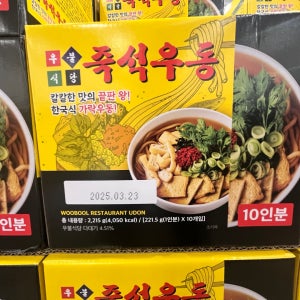 우불
식당
즉석우동
칼칼한 맛의 끝판 왕!
한국식 가락우동!
2025.03.23
WOOBOOL RESTAURANT UDON
총 내용량 : 2,215 g(4,050 kcal) / [221.5 g(1인분) X 10개입]
우불식당 다대기 4.51%
10인분
인분